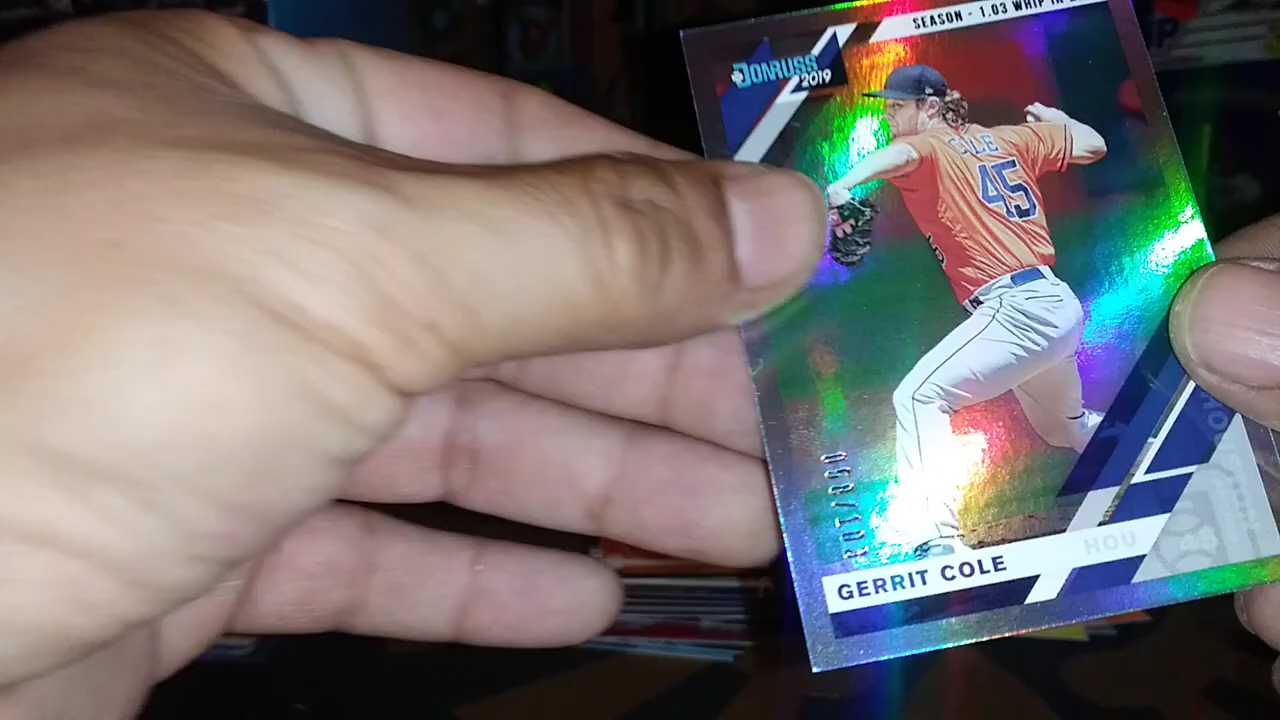 SEASON - 1.03 WHIP IN
DONRUSS
2019
COLE
45
GERRIT COLE
HOU